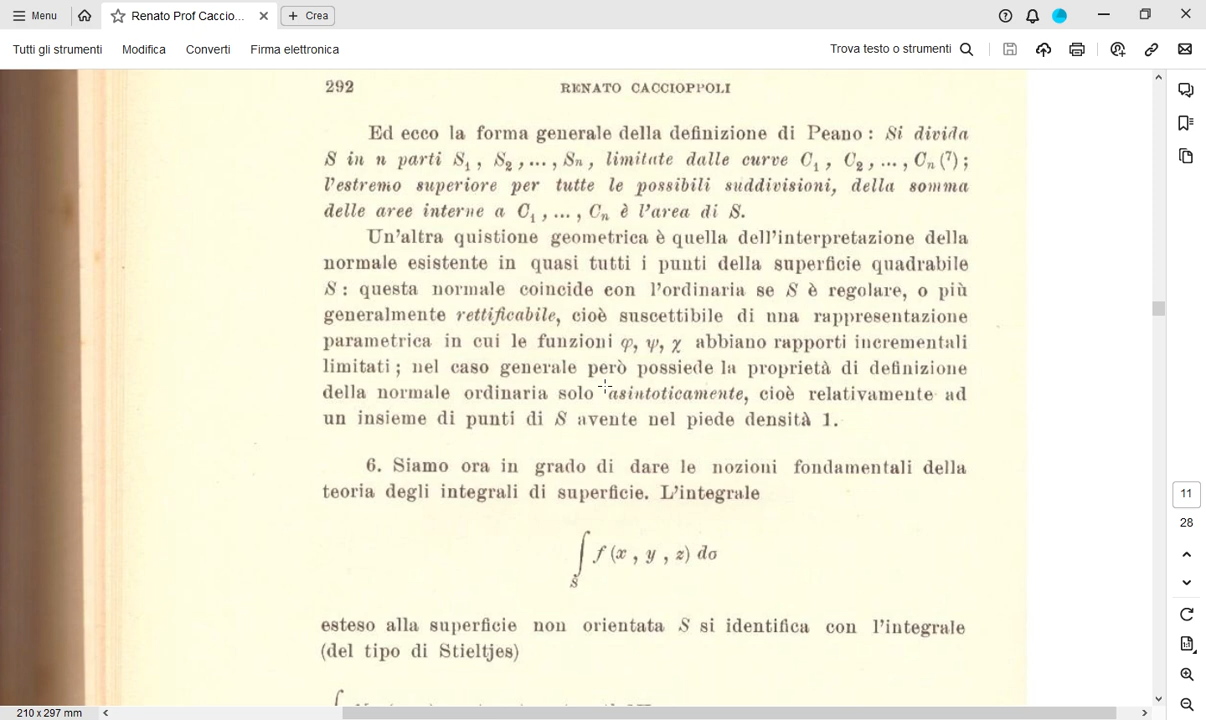 Menu
Renato Prof Caccio...
Crea
Tutti gli strumenti Modifica Converti Firma elettronica Trova testo o strumenti
292 RENATO CACCIOPPOLI
Ed ecco la forma generale della definizione di Peano : Si divida
S in n parti S₁ , S₂ , ... , Sn , limitate dalle curve C₁ , C₂ , ... , Cn (⁷) ;
l'estremo superiore per tutte le possibili suddivisioni, della somma
delle aree interne a C₁ , ... , Cn è l'area di S.
Un'altra quistione geometrica è quella dell'interpretazione della
normale esistente in quasi tutti i punti della superficie quadrabile
S : questa normale coincide con l'ordinaria se S è regolare, o più
generalmente rettificabile, cioè suscettibile di una rappresentazione
parametrica in cui le funzioni φ, ψ, χ abbiano rapporti incrementali
limitati ; nel caso generale però possiede la proprietà di definizione
della normale ordinaria solo asintoticamente, cioè relativamente ad
un insieme di punti di S avente nel piede densità 1.
6. Siamo ora in grado di dare le nozioni fondamentali della
teoria degli integrali di superficie. L'integrale
∫ f (x , y , z) dσ
S
esteso alla superficie non orientata S si identifica con l'integrale
(del tipo di Stieltjes)
11
28
210 x 297 mm